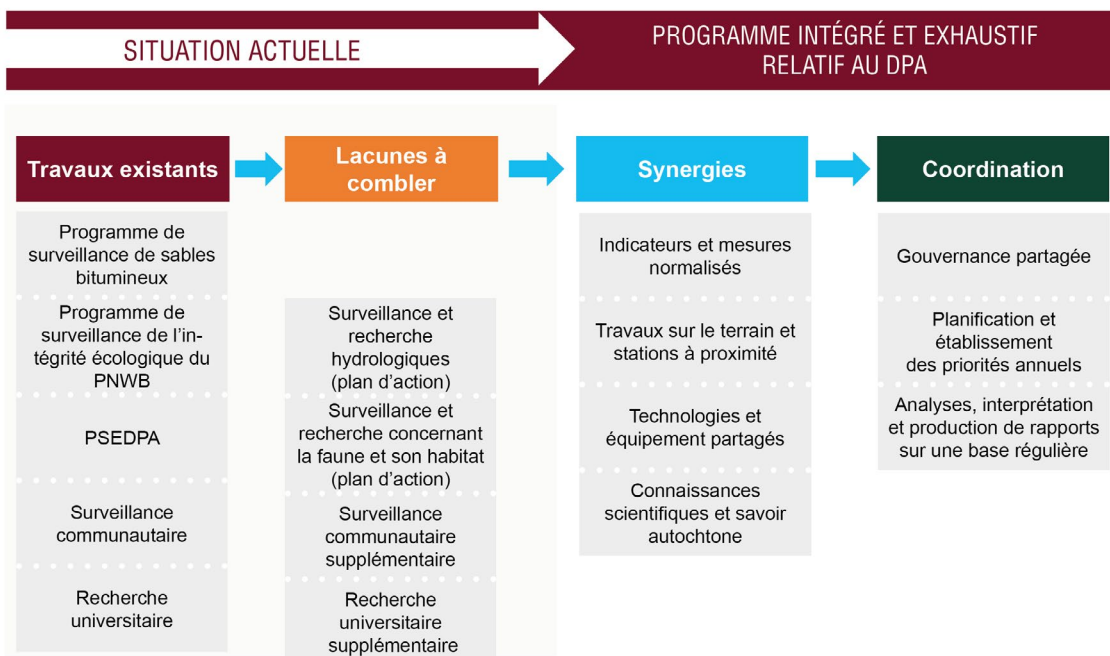 SITUATION ACTUELLE
PROGRAMME INTÉGRÉ ET EXHAUSTIF
RELATIF AU DPA
Travaux existants
Programme de
surveillance de sables
bitumineux
Programme de
surveillance de l'in-
tégrité écologique du
PNWB
PSEDPA
Surveillance
communautaire
Recherche
universitaire
Lacunes à
combler
Surveillance et
recherche
hydrologiques
(plan d'action)
Surveillance et
recherche concernant
la faune et son habitat
(plan d'action)
Surveillance
communautaire
supplémentaire
Recherche
universitaire
supplémentaire
Synergies
Indicateurs et mesures
normalisés
Travaux sur le terrain et
stations à proximité
Technologies et
équipement partagés
Connaissances
scientifiques et savoir
autochtone
Coordination
Gouvernance partagée
Planification et
établissement
des priorités annuels
Analyses, interprétation
et production de rapports
sur une base régulière